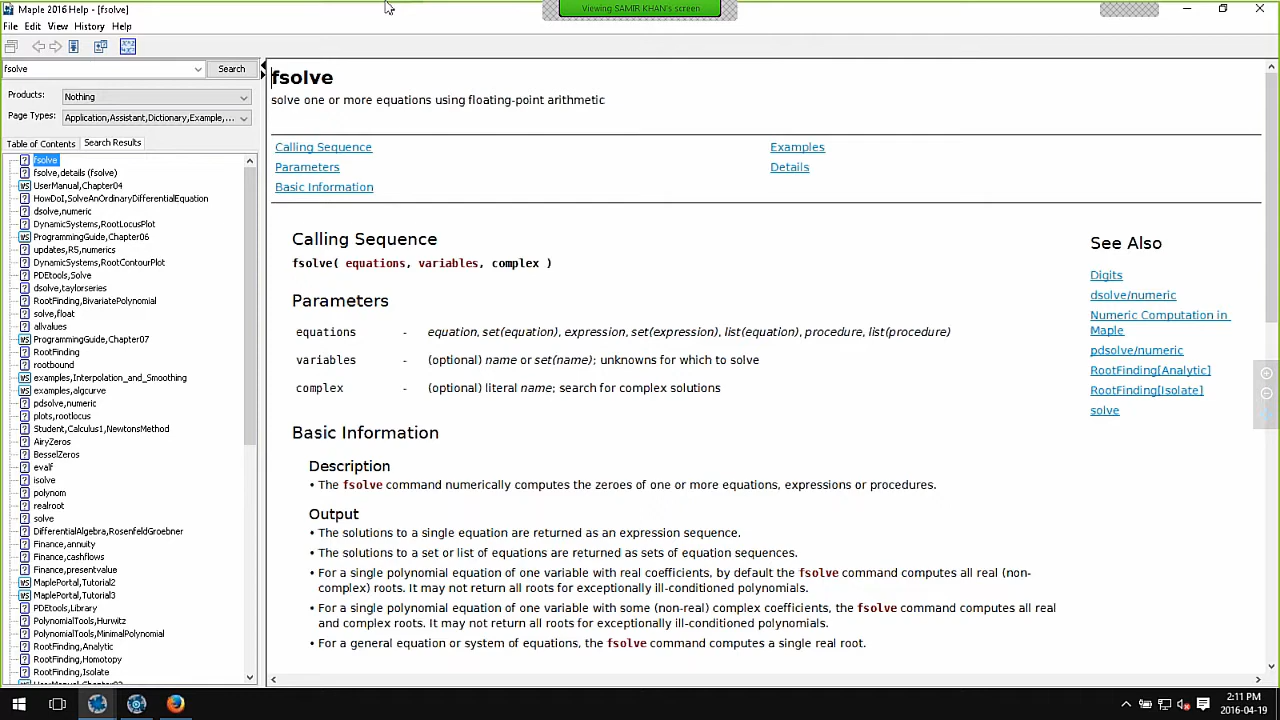 Maple 2016 Help - [fsolve]
Viewing SAMIR KHAN's screen
File Edit View History Help
fsolve
Search
Products: Nothing
Page Types: Application,Assistant,Dictionary,Example,...
Table of Contents Search Results
fsolve
fsolve,details (fsolve)
UserManual,Chapter04
HowDoI,SolveAnOrdinaryDifferentialEquation
dsolve,numeric
DynamicSystems,RootLocusPlot
ProgrammingGuide,Chapter06
updates,R5,numerics
DynamicSystems,RootContourPlot
PDEtools,Solve
dsolve,taylorseries
RootFinding,BivariatePolynomial
solve,float
allvalues
ProgrammingGuide,Chapter07
RootFinding
rootbound
examples,Interpolation_and_Smoothing
examples,algcurve
pdsolve,numeric
plots,rootlocus
Student,Calculus1,NewtonsMethod
AiryZeros
BesselZeros
evalf
isolve
polynom
realroot
solve
DifferentialAlgebra,RosenfeldGroebner
Finance,annuity
Finance,cashflows
Finance,presentvalue
MaplePortal,Tutorial2
MaplePortal,Tutorial3
PDEtools,Library
PolynomialTools,Hurwitz
PolynomialTools,MinimalPolynomial
RootFinding,Analytic
RootFinding,Homotopy
RootFinding,Isolate
fsolve
solve one or more equations using floating-point arithmetic
Calling Sequence
Parameters
Basic Information
Examples
Details
Calling Sequence
fsolve( equations, variables, complex )
Parameters
equations - equation, set(equation), expression, set(expression), list(equation), procedure, list(procedure)
variables - (optional) name or set(name); unknowns for which to solve
complex - (optional) literal name; search for complex solutions
Basic Information
Description
• The fsolve command numerically computes the zeroes of one or more equations, expressions or procedures.
Output
• The solutions to a single equation are returned as an expression sequence.
• The solutions to a set or list of equations are returned as sets of equation sequences.
• For a single polynomial equation of one variable with real coefficients, by default the fsolve command computes all real (non-
complex) roots. It may not return all roots for exceptionally ill-conditioned polynomials.
• For a single polynomial equation of one variable with some (non-real) complex coefficients, the fsolve command computes all real
and complex roots. It may not return all roots for exceptionally ill-conditioned polynomials.
• For a general equation or system of equations, the fsolve command computes a single real root.
See Also
Digits
dsolve/numeric
Numeric Computation in
Maple
pdsolve/numeric
RootFinding[Analytic]
RootFinding[Isolate]
solve
2:11 PM
2016-04-19